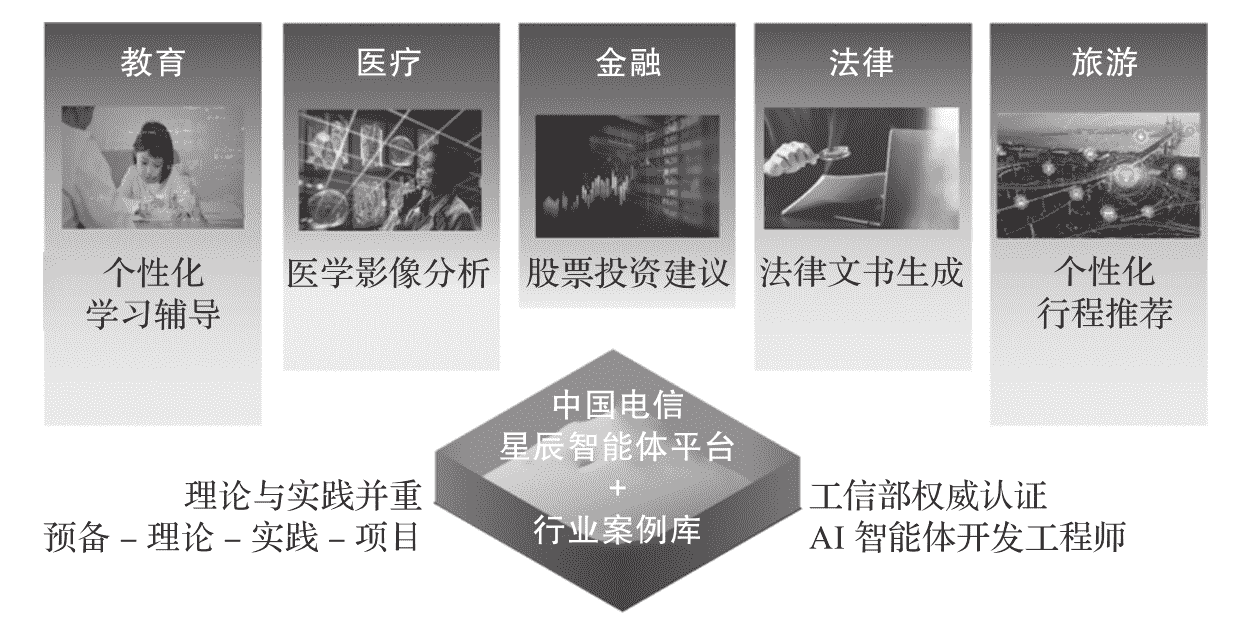 教育
医疗
金融
法律
旅游
个性化
学习辅导
医学影像分析
股票投资建议
法律文书生成
个性化
行程推荐
中国电信
星辰智能体平台
+
行业案例库
理论与实践并重
预备 – 理论 – 实践 – 项目
工信部权威认证
AI 智能体开发工程师